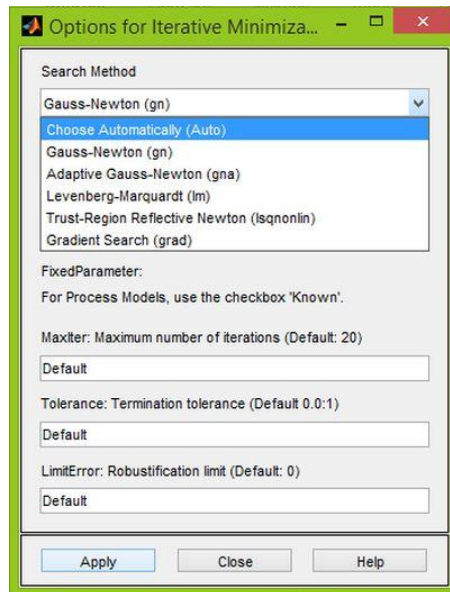 Options for Iterative Minimiza...
Search Method
Gauss-Newton (gn)
Choose Automatically (Auto)
Gauss-Newton (gn)
Adaptive Gauss-Newton (gna)
Levenberg-Marquardt (lm)
Trust-Region Reflective Newton (lsqnonlin)
Gradient Search (grad)
FixedParameter:
For Process Models, use the checkbox 'Known'.
MaxIter: Maximum number of iterations (Default: 20)
Default
Tolerance: Termination tolerance (Default 0.0:1)
Default
LimitError: Robustification limit (Default: 0)
Default
Apply Close Help